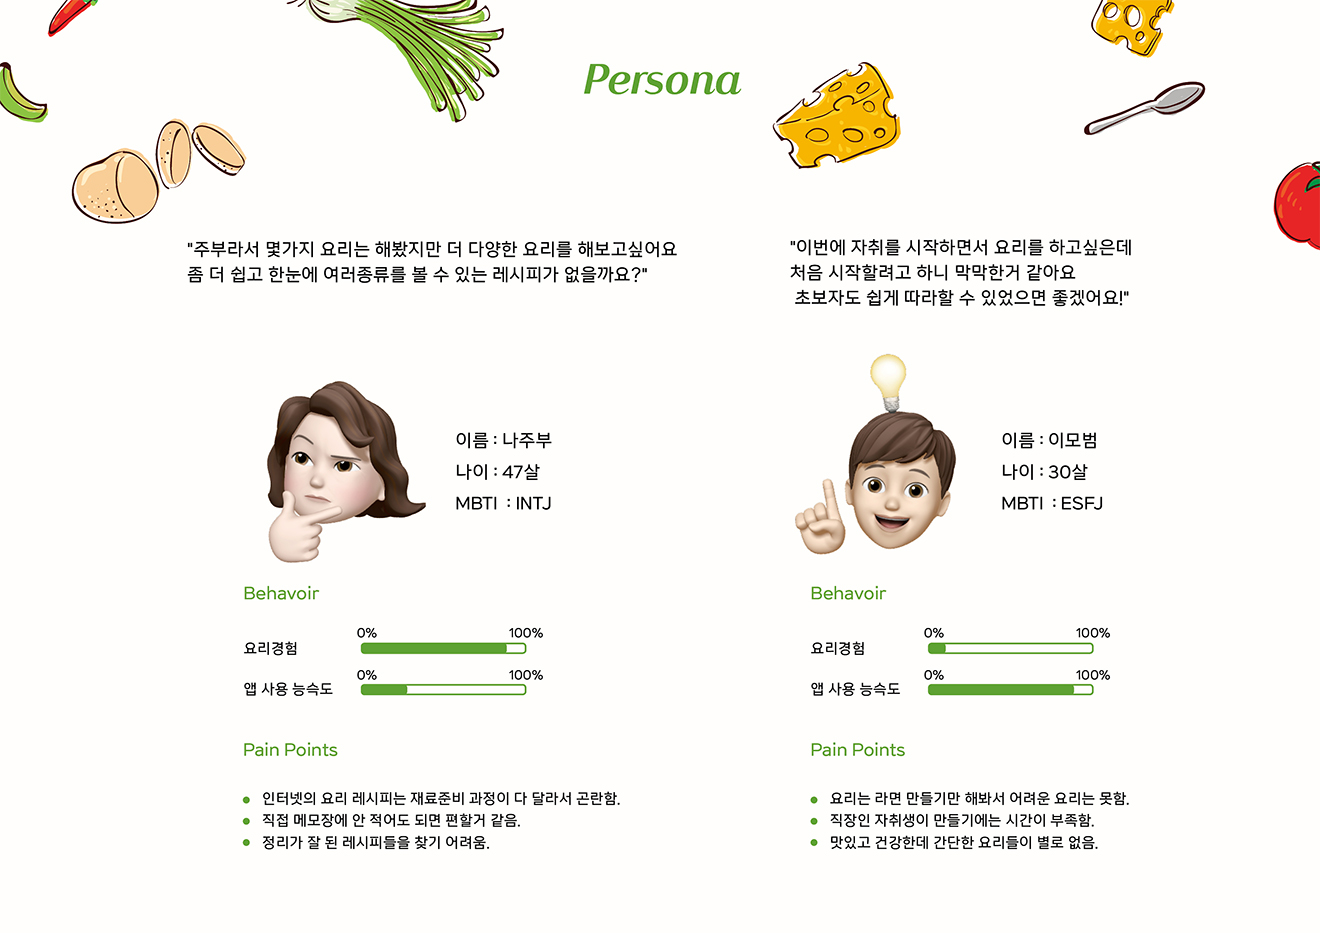 Persona
"주부라서 몇가지 요리는 해봤지만 더 다양한 요리를 해보고싶어요
좀 더 쉽고 한눈에 여러종류를 볼 수 있는 레시피가 없을까요?"
이름 : 나주부
나이 : 47살
MBTI : INTJ
Behavoir
0% 100%
요리경험
0% 100%
앱 사용 능슥도
Pain Points
인터넷의 요리 레시피는 재료준비 과정이 다 달라서 곤란함.
직접 메모장에 안 적어도 되면 편할거 같음.
정리가 잘 된 레시피들을 찾기 어려움.
"이번에 자취를 시작하면서 요리를 하고싶은데
처음 시작할려고 하니 막막한거 같아요
초보자도 쉽게 따라할 수 있었으면 좋겠어요!"
이름 : 이모범
나이 : 30살
MBTI : ESFJ
Behavoir
0% 100%
요리경험
0% 100%
앱 사용 능슥도
Pain Points
요리는 라면 만들기만 해봐서 어려운 요리는 못함.
직장인 자취생이 만들기에는 시간이 부족함.
맛있고 건강한데 간단한 요리들이 별로 없음.